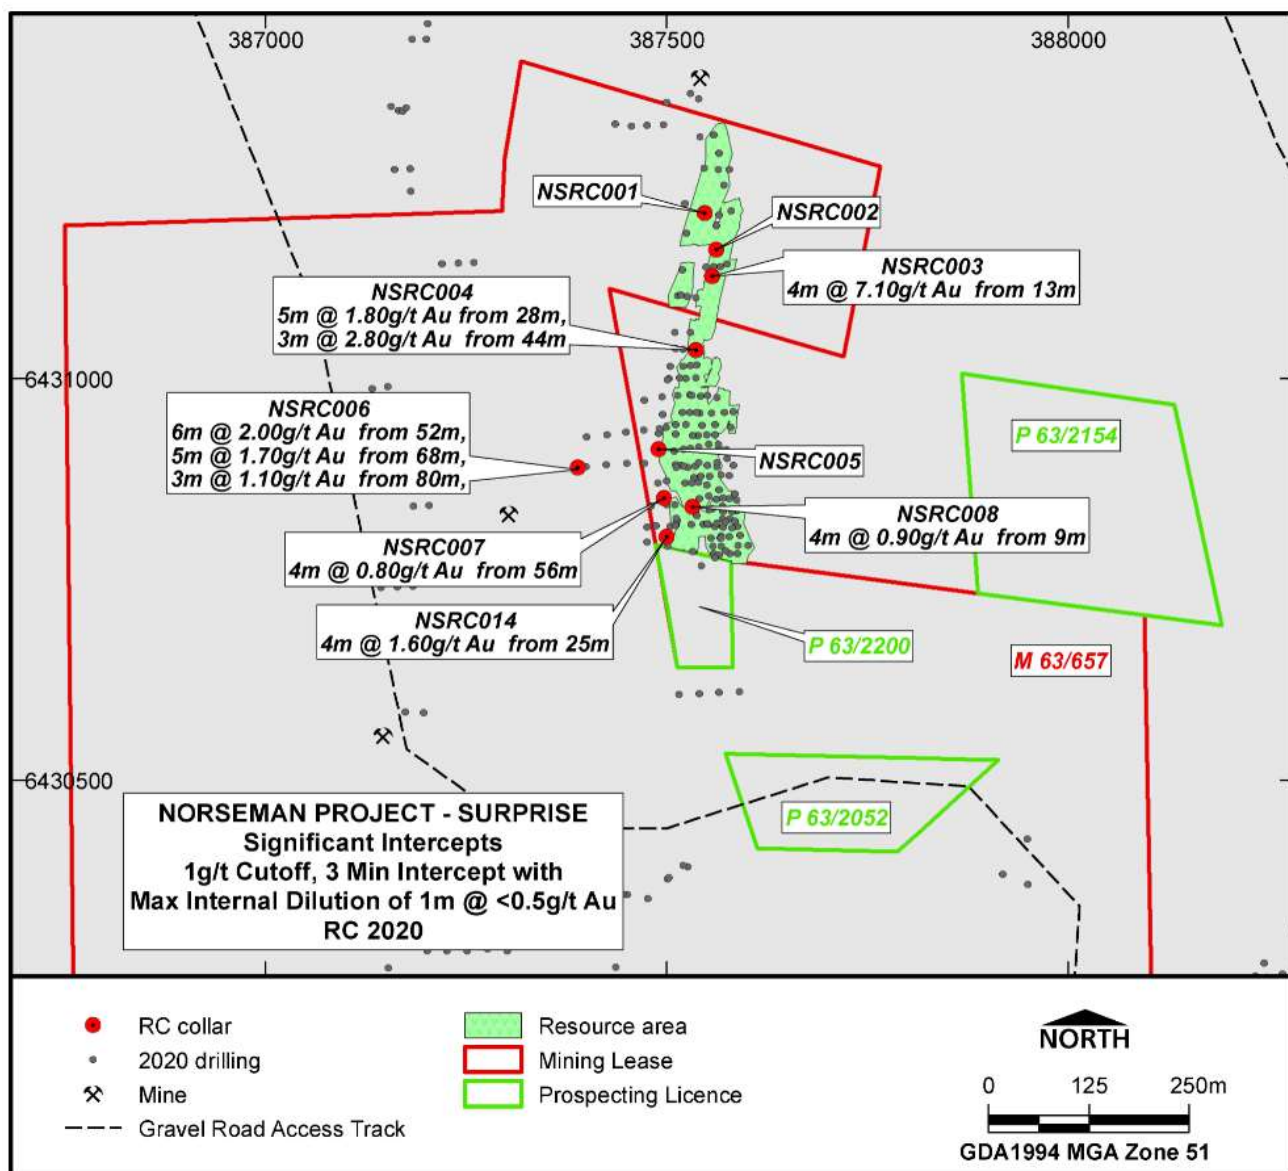 387000
387500
388000
NSRC001
NSRC002
NSRC003
4m @ 7.10g/t Au from 13m
NSRC004
5m @ 1.80g/t Au from 28m,
3m @ 2.80g/t Au from 44m
6431000
NSRC006
6m @ 2.00g/t Au from 52m,
5m @ 1.70g/t Au from 68m,
3m @ 1.10g/t Au from 80m,
P 63/2154
NSRC005
NSRC008
4m @ 0.90g/t Au from 9m
NSRC007
4m @ 0.80g/t Au from 56m
NSRC014
4m @ 1.60g/t Au from 25m
P 63/2200
M 63/657
6430500
P 63/2052
NORSEMAN PROJECT - SURPRISE
Significant Intercepts
1g/t Cutoff, 3 Min Intercept with
Max Internal Dilution of 1m @ <0.5g/t Au
RC 2020
RC collar
2020 drilling
Mine
Gravel Road Access Track
Resource area
Mining Lease
Prospecting Licence
NORTH
0 125 250m
GDA1994 MGA Zone 51